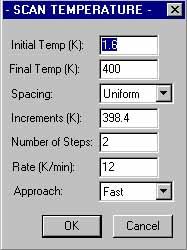 - SCAN TEMPERATURE -
Initial Temp (K): 1.6
Final Temp (K): 400
Spacing: Uniform
Increments (K): 398.4
Number of Steps: 2
Rate (K/min): 12
Approach: Fast
OK Cancel